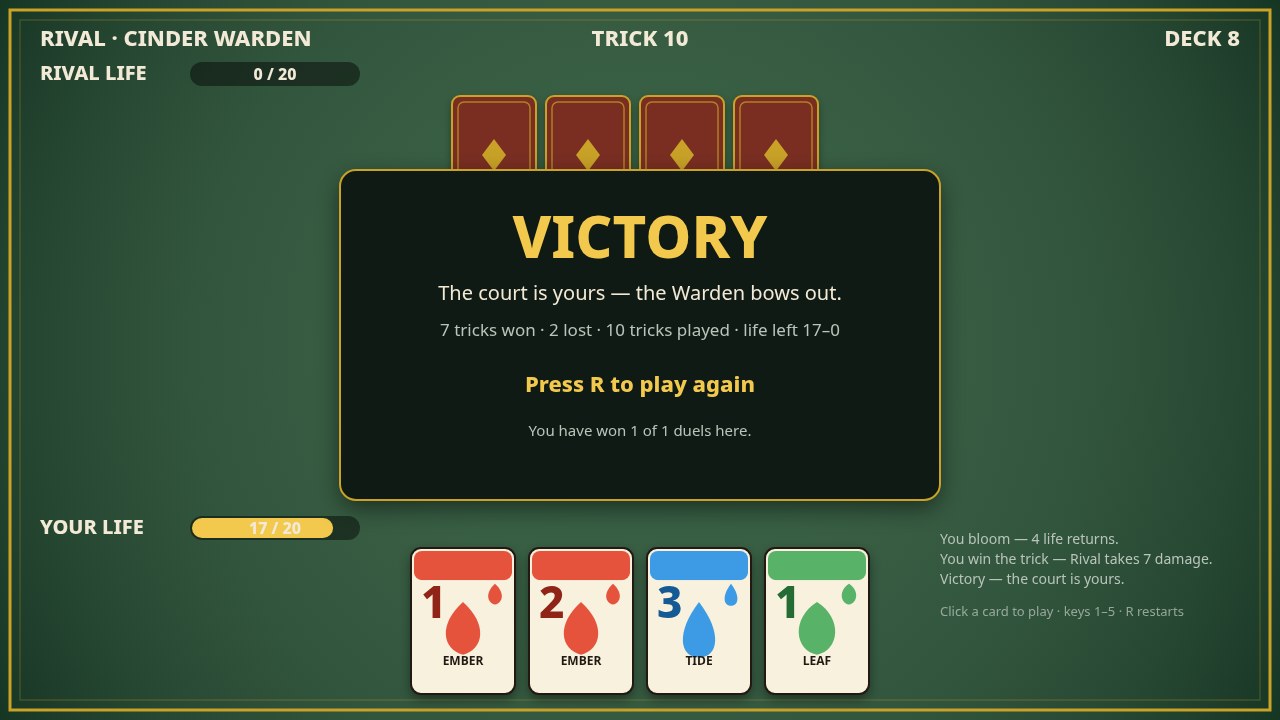 RIVAL · CINDER WARDEN
TRICK 10
DECK 8
RIVAL LIFE
0 / 20
VICTORY
The court is yours — the Warden bows out.
7 tricks won · 2 lost · 10 tricks played · life left 17–0
Press R to play again
You have won 1 of 1 duels here.
YOUR LIFE
17 / 20
You bloom — 4 life returns.
You win the trick — Rival takes 7 damage.
Victory — the court is yours.
Click a card to play · keys 1–5 · R restarts
1
EMBER
2
EMBER
3
TIDE
1
LEAF